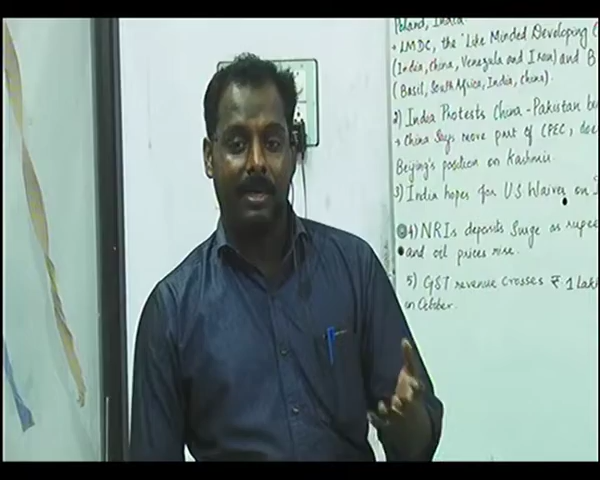 Poland, India
• LMDC, the 'Like Minded Developing C
(India, China, Venezula and Iran) and B
(Basil, South Africa, India, China).
2) India Protests China-Pakistan bu
→ China Says move part of CPEC, doe
Beijing's position on Kashmir.
3) India hopes for U.S Waiver on
4) NRIs deposits Surge as rupee
and oil prices rise.
5) GST revenue crosses ₹ 1 Lakh
in October.